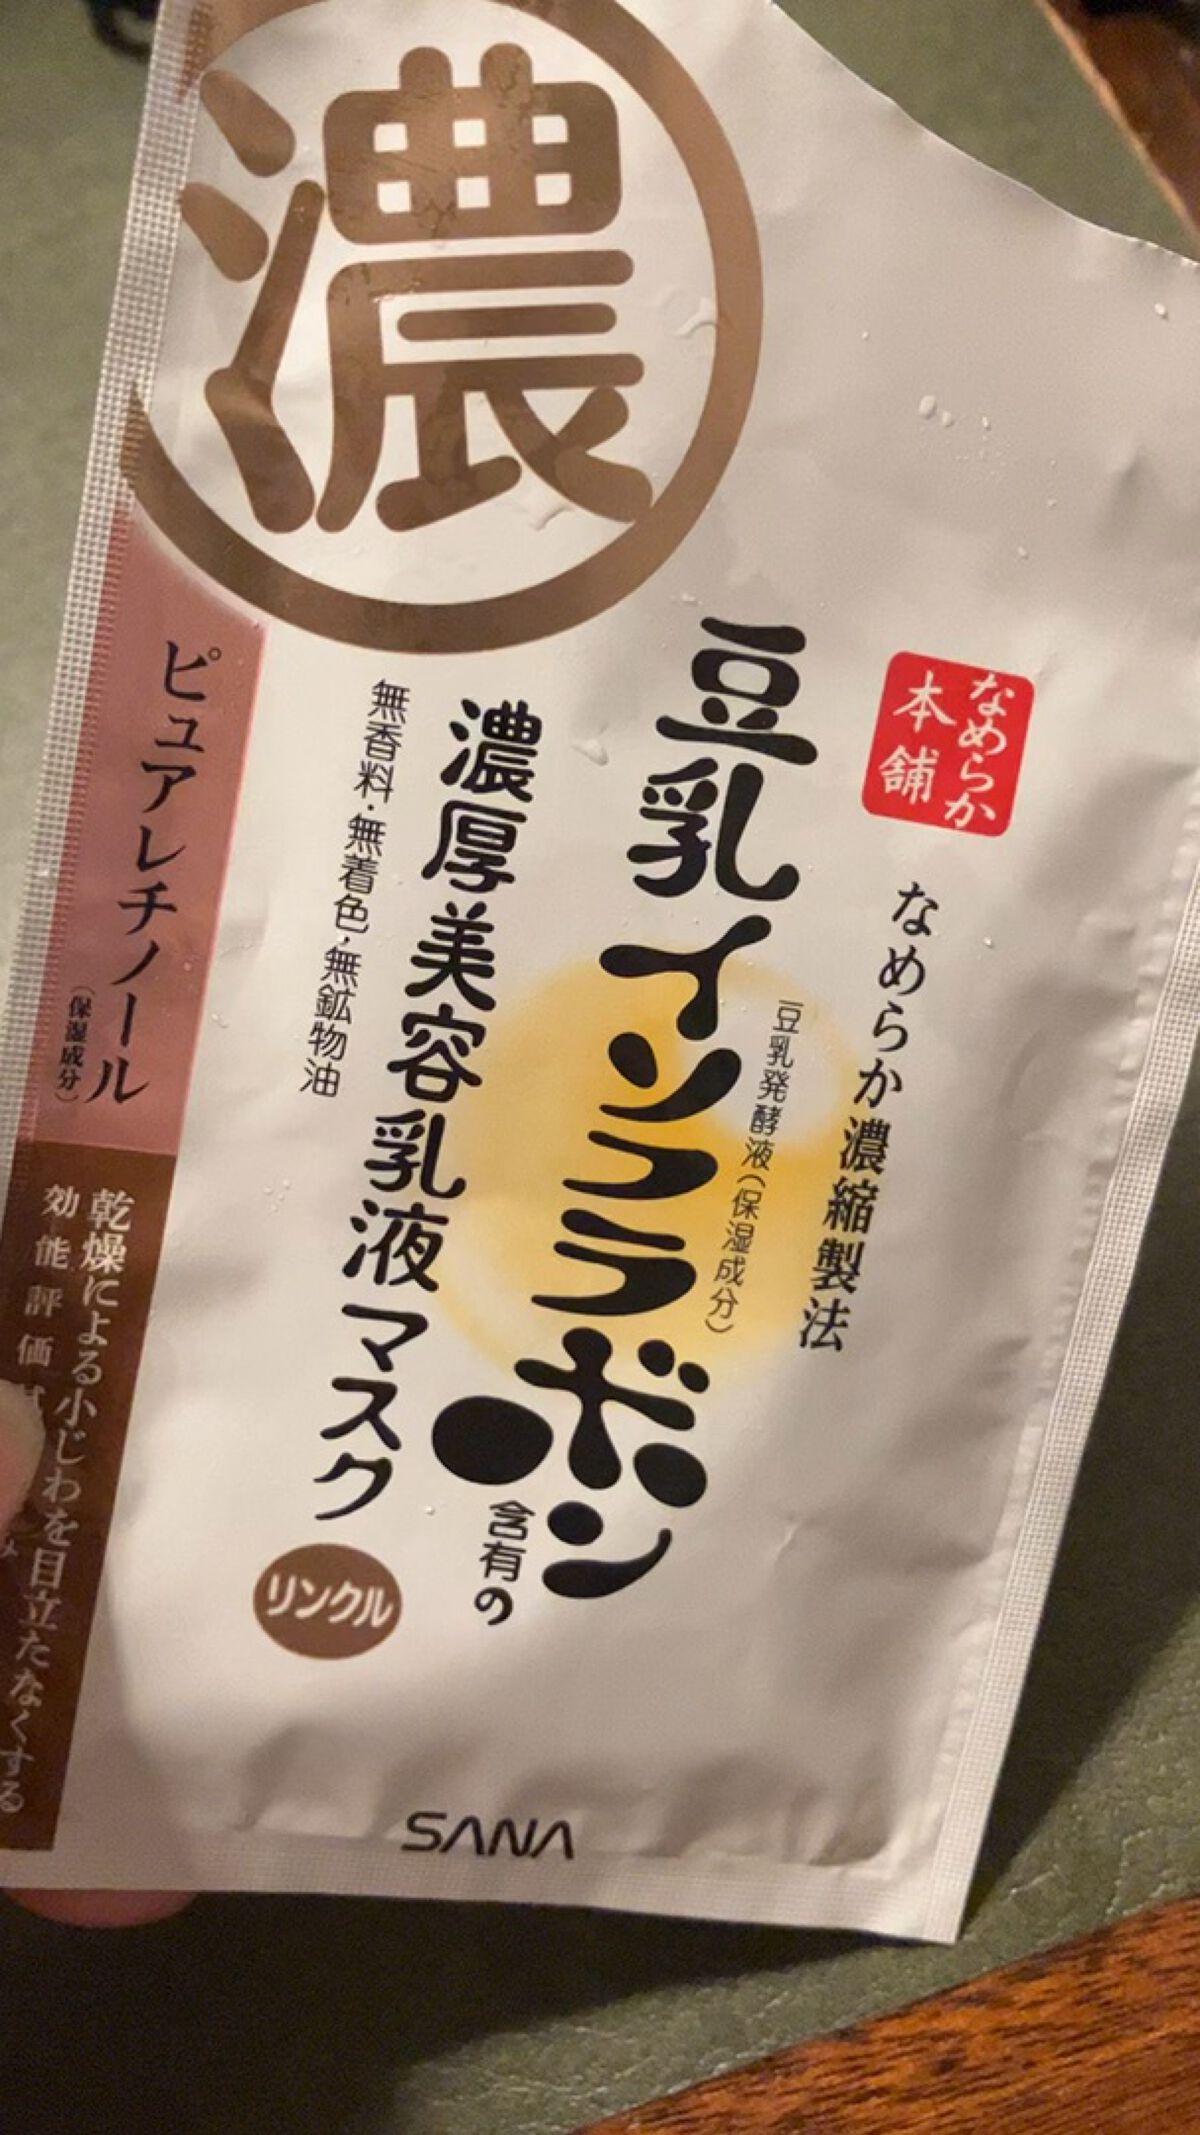 濃
なめらか
本舗
なめらか濃縮製法
豆乳発酵液(保湿成分)
豆乳イソフラボン
含有の
濃厚美容乳液マスク
リンクル
無香料・無着色・無鉱物油
ピュアレチノール
(保湿成分)
乾燥による小じわを目立たなくする
効能評価
SANA